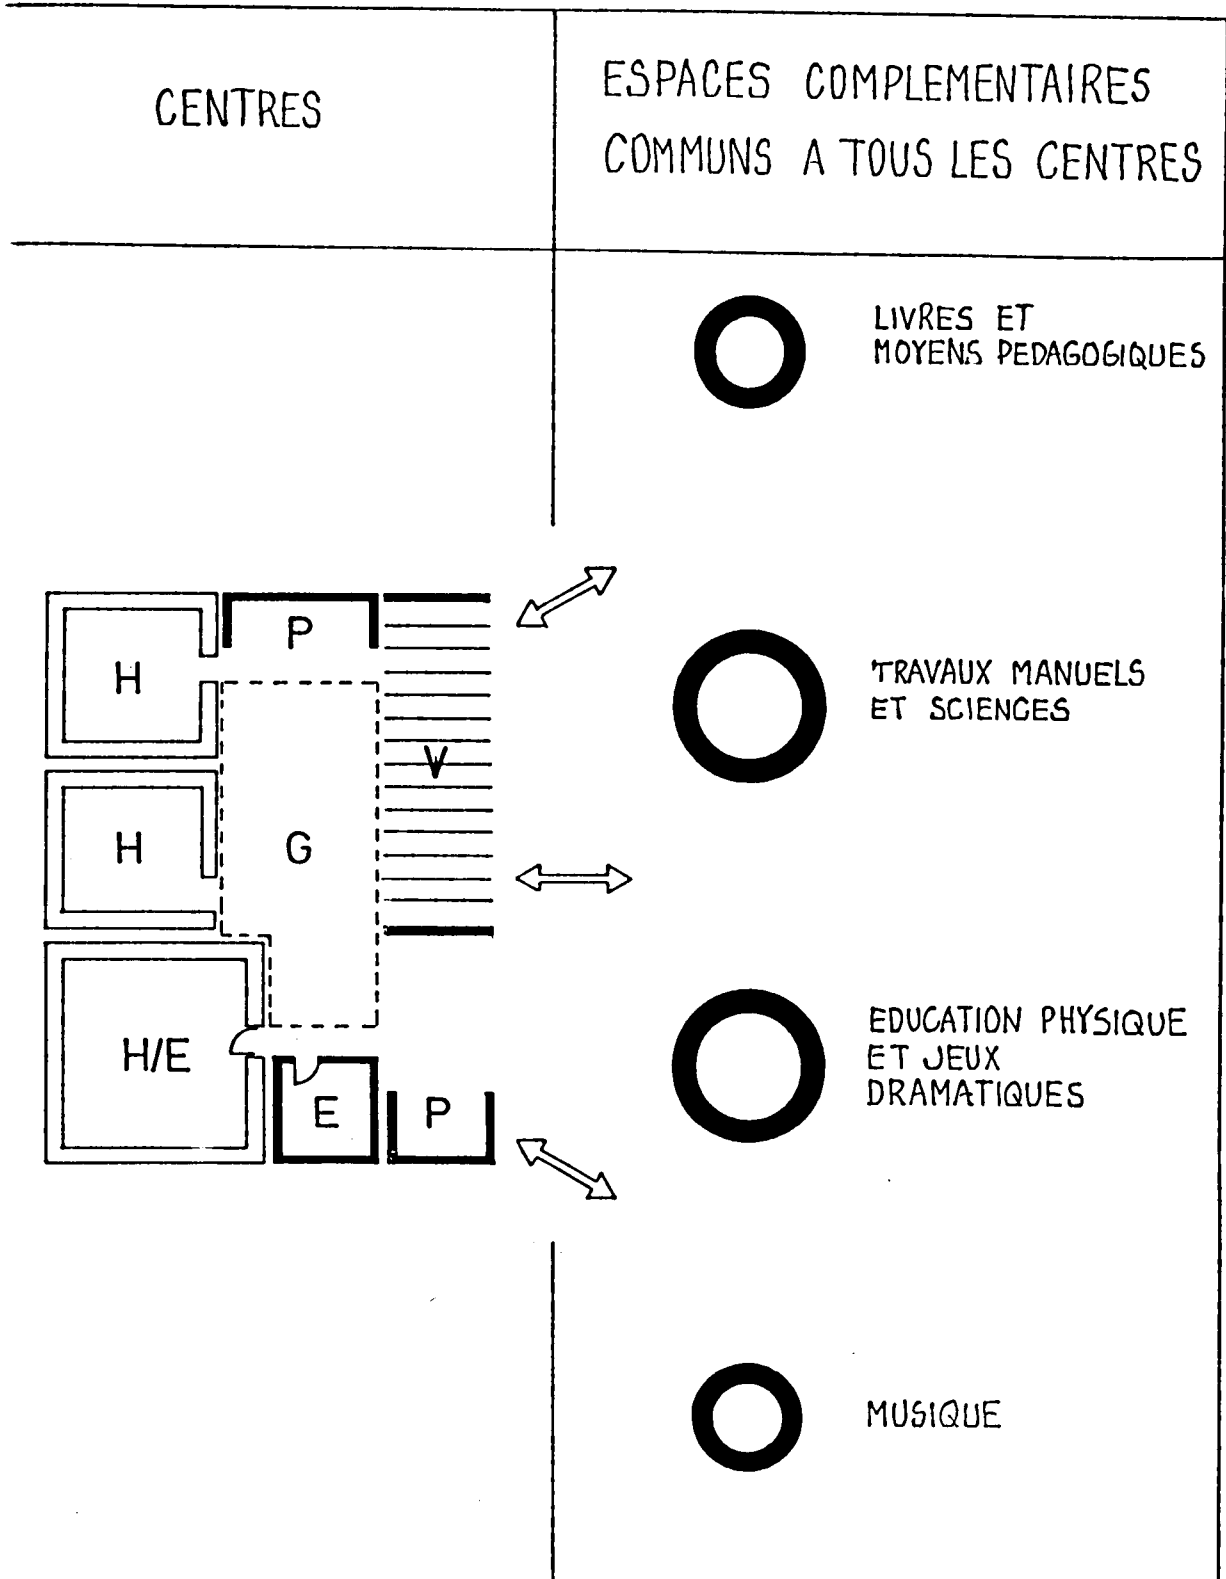 CENTRES
ESPACES COMPLEMENTAIRES
COMMUNS A TOUS LES CENTRES
LIVRES ET
MOYENS PEDAGOGIQUES
P
H
TRAVAUX MANUELS
ET SCIENCES
V
H
G
EDUCATION PHYSIQUE
ET JEUX
DRAMATIQUES
H/E
E
P
MUSIQUE